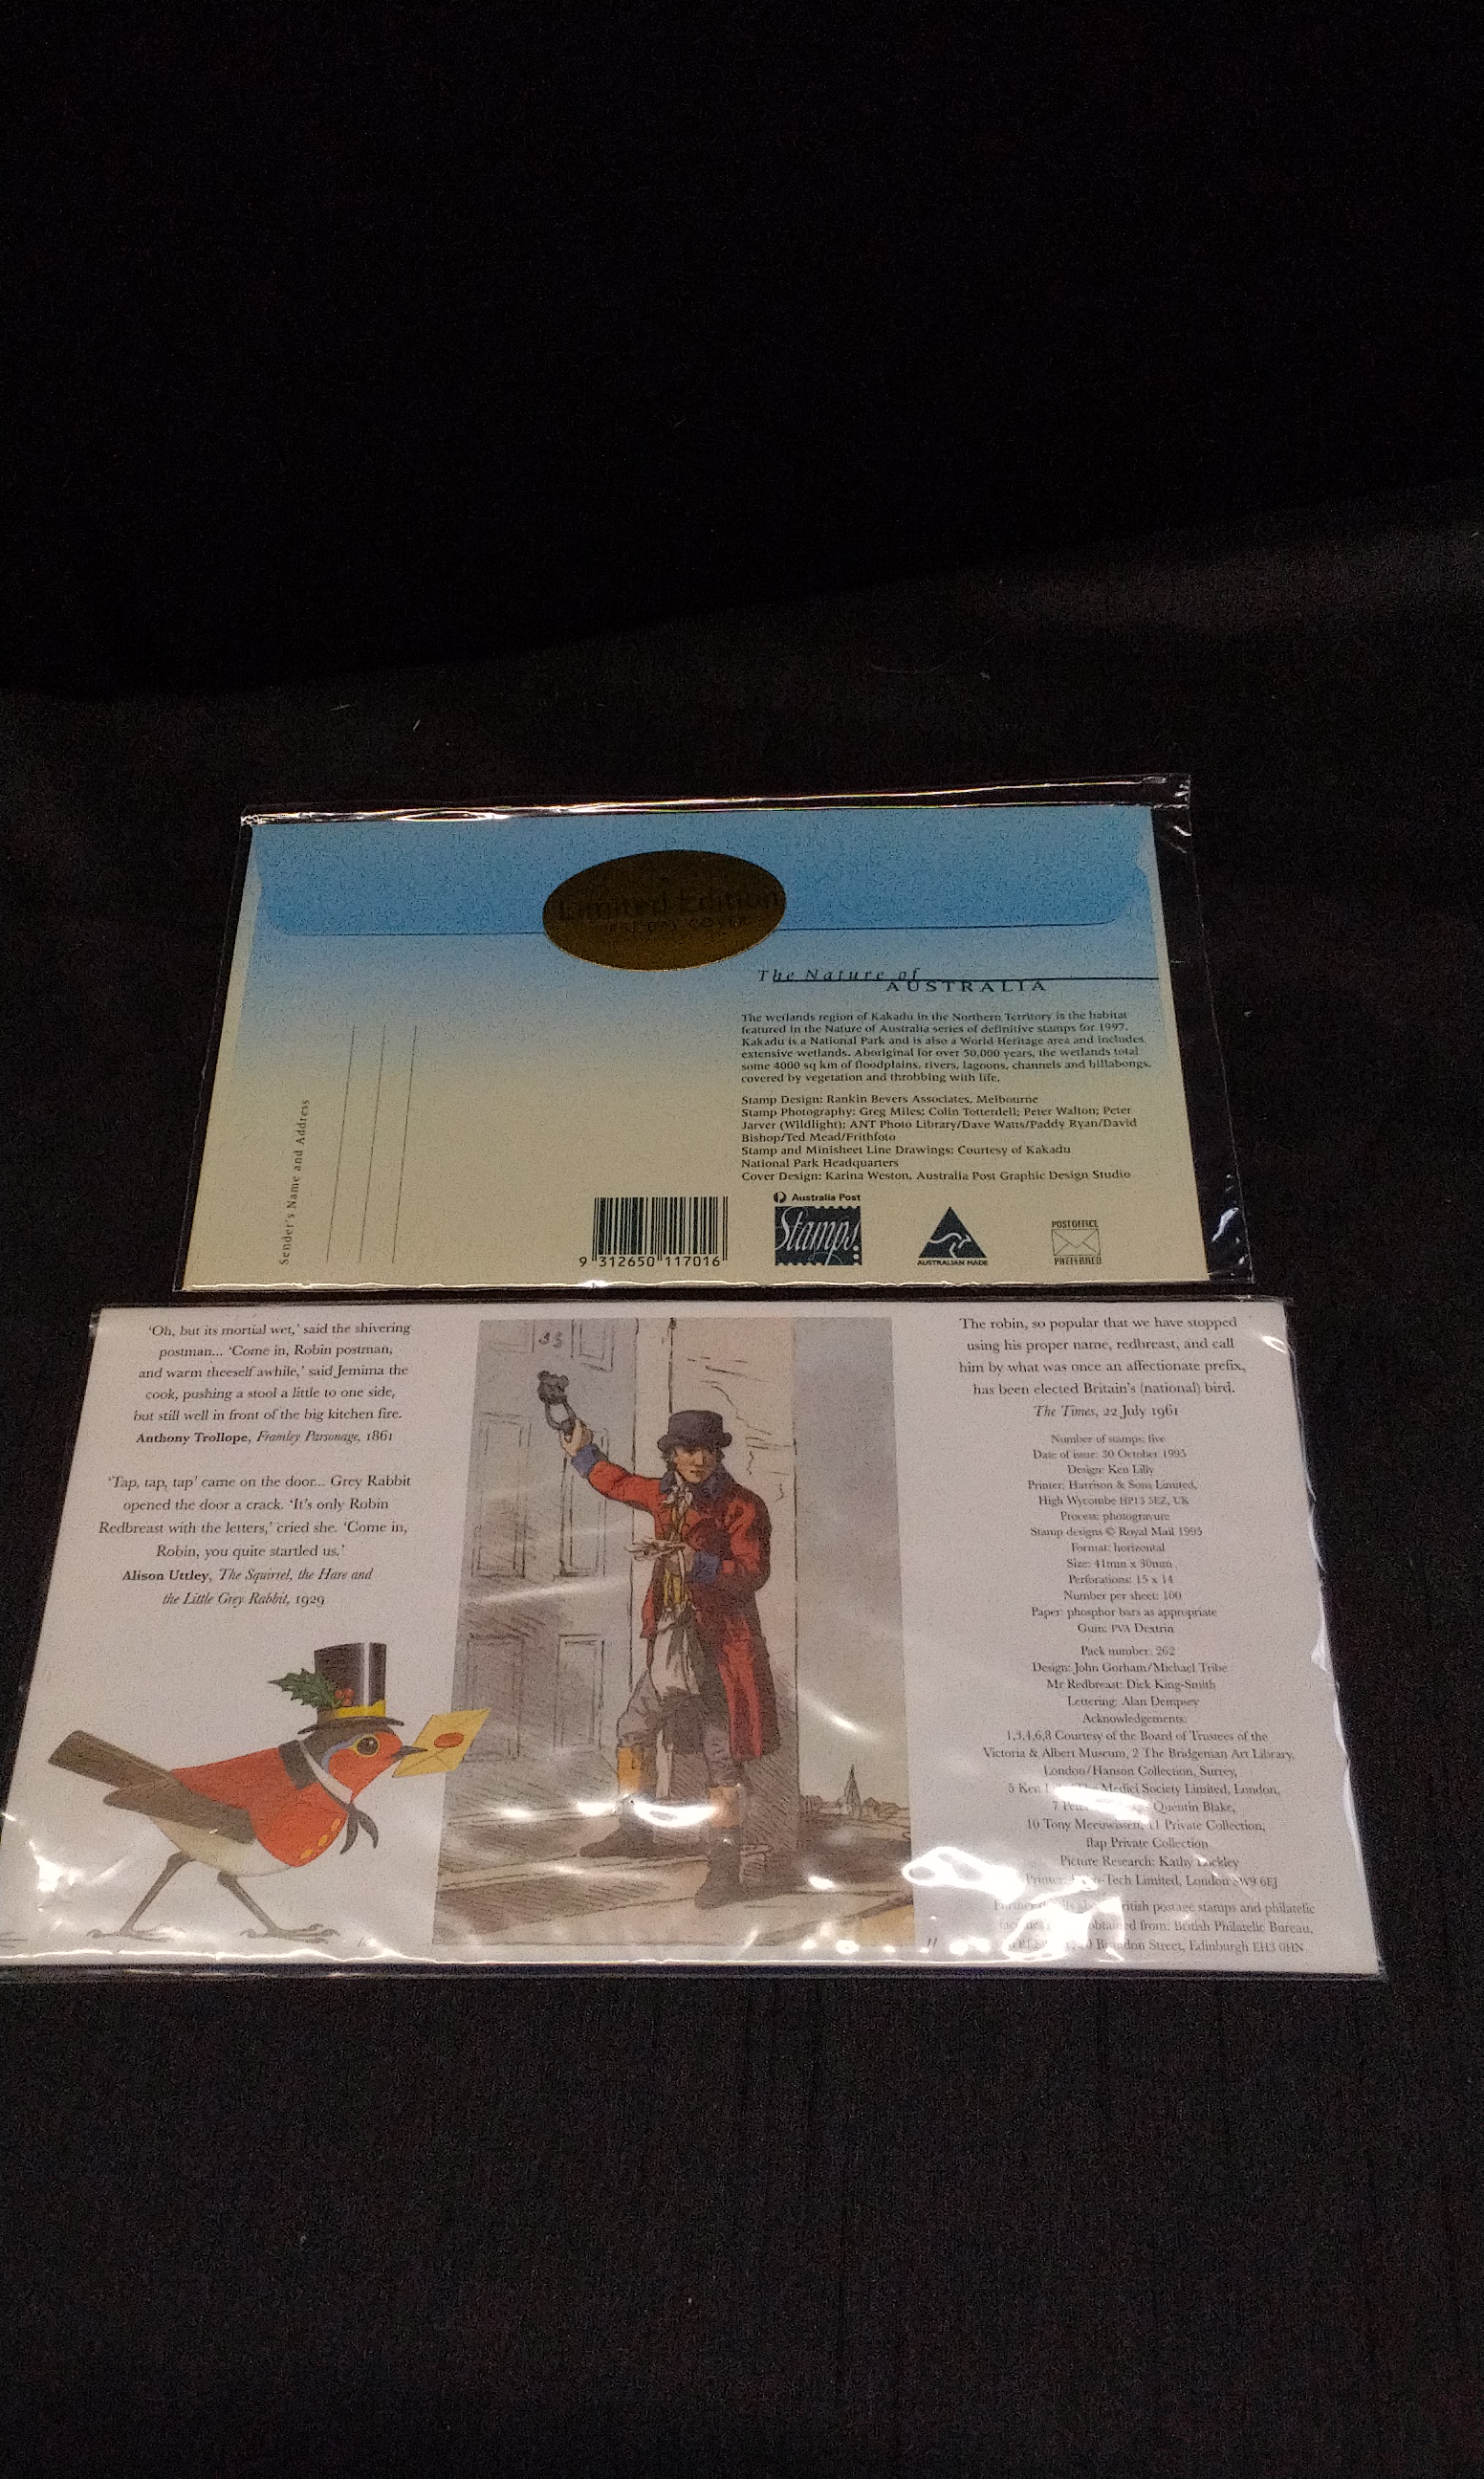 Limited Edition
FIRST DAY COVER
The Nature of
AUSTRALIA
The wetlands region of Kakadu in the Northern Territory is the habitat
featured in the Nature of Australia series of definitive stamps for 1997.
Kakadu is a National Park and is also a World Heritage area and includes
extensive wetlands. Aboriginal for over 50,000 years, the wetlands total
some 4000 sq km of floodplains, rivers, lagoons, channels and billabongs,
covered by vegetation and throbbing with life.
Stamp Design: Rankin Bevers Associates, Melbourne
Stamp Photography: Greg Miles; Colin Totterdell; Peter Walton; Peter
Jarver (Wildlight); ANT Photo Library/Dave Watts/Paddy Ryan/David
Bishop/Ted Mead/Frithfoto
Stamp and Minisheet Line Drawings: Courtesy of Kakadu
National Park Headquarters
Cover Design: Karina Weston, Australia Post Graphic Design Studio
Sender's Name and Address
9 312650 117016
Australia Post
Stamps
AUSTRALIAN MADE
POST OFFICE
PREFERRED
'Oh, but its mortial wet,' said the shivering
postman... 'Come in, Robin postman,
and warm theeself awhile,' said Jemima the
cook, pushing a stool a little to one side,
but still well in front of the big kitchen fire.
Anthony Trollope, Framley Parsonage, 1861
'Tap, tap, tap' came on the door... Grey Rabbit
opened the door a crack. 'It's only Robin
Redbreast with the letters,' cried she. 'Come in,
Robin, you quite startled us.'
Alison Uttley, The Squirrel, the Hare and
the Little Grey Rabbit, 1929
33
11
The robin, so popular that we have stopped
using his proper name, redbreast, and call
him by what was once an affectionate prefix,
has been elected Britain's (national) bird.
The Times, 22 July 1961
Number of stamps: five
Date of issue: 30 October 1995
Design: Ken Lilly
Printer: Harrison & Sons Limited,
High Wycombe HP13 5EZ, UK
Process: photogravure
Stamp designs © Royal Mail 1995
Format: horizontal
Size: 41mm x 30mm
Perforations: 15 x 14
Number per sheet: 100
Paper: phosphor bars as appropriate
Gum: PVA Dextrin
Pack number: 262
Design: John Gorham/Michael Tribe
Mr Redbreast: Dick King-Smith
Lettering: Alan Dempsey
Acknowledgements:
1,3,4,6,8 Courtesy of the Board of Trustees of the
Victoria & Albert Museum, 2 The Bridgeman Art Library,
London/Hanson Collection, Surrey,
5 Ken Medici Society Limited, London,
7 Quentin Blake,
10 Tony Meeuwissen, 11 Private Collection,
flap Private Collection
Picture Research: Kathy Lockley
Tech Limited, London SW9 6EJ
British postage stamps and philatelic
obtained from: British Philatelic Bureau,
Brandon Street, Edinburgh EH3 0HN